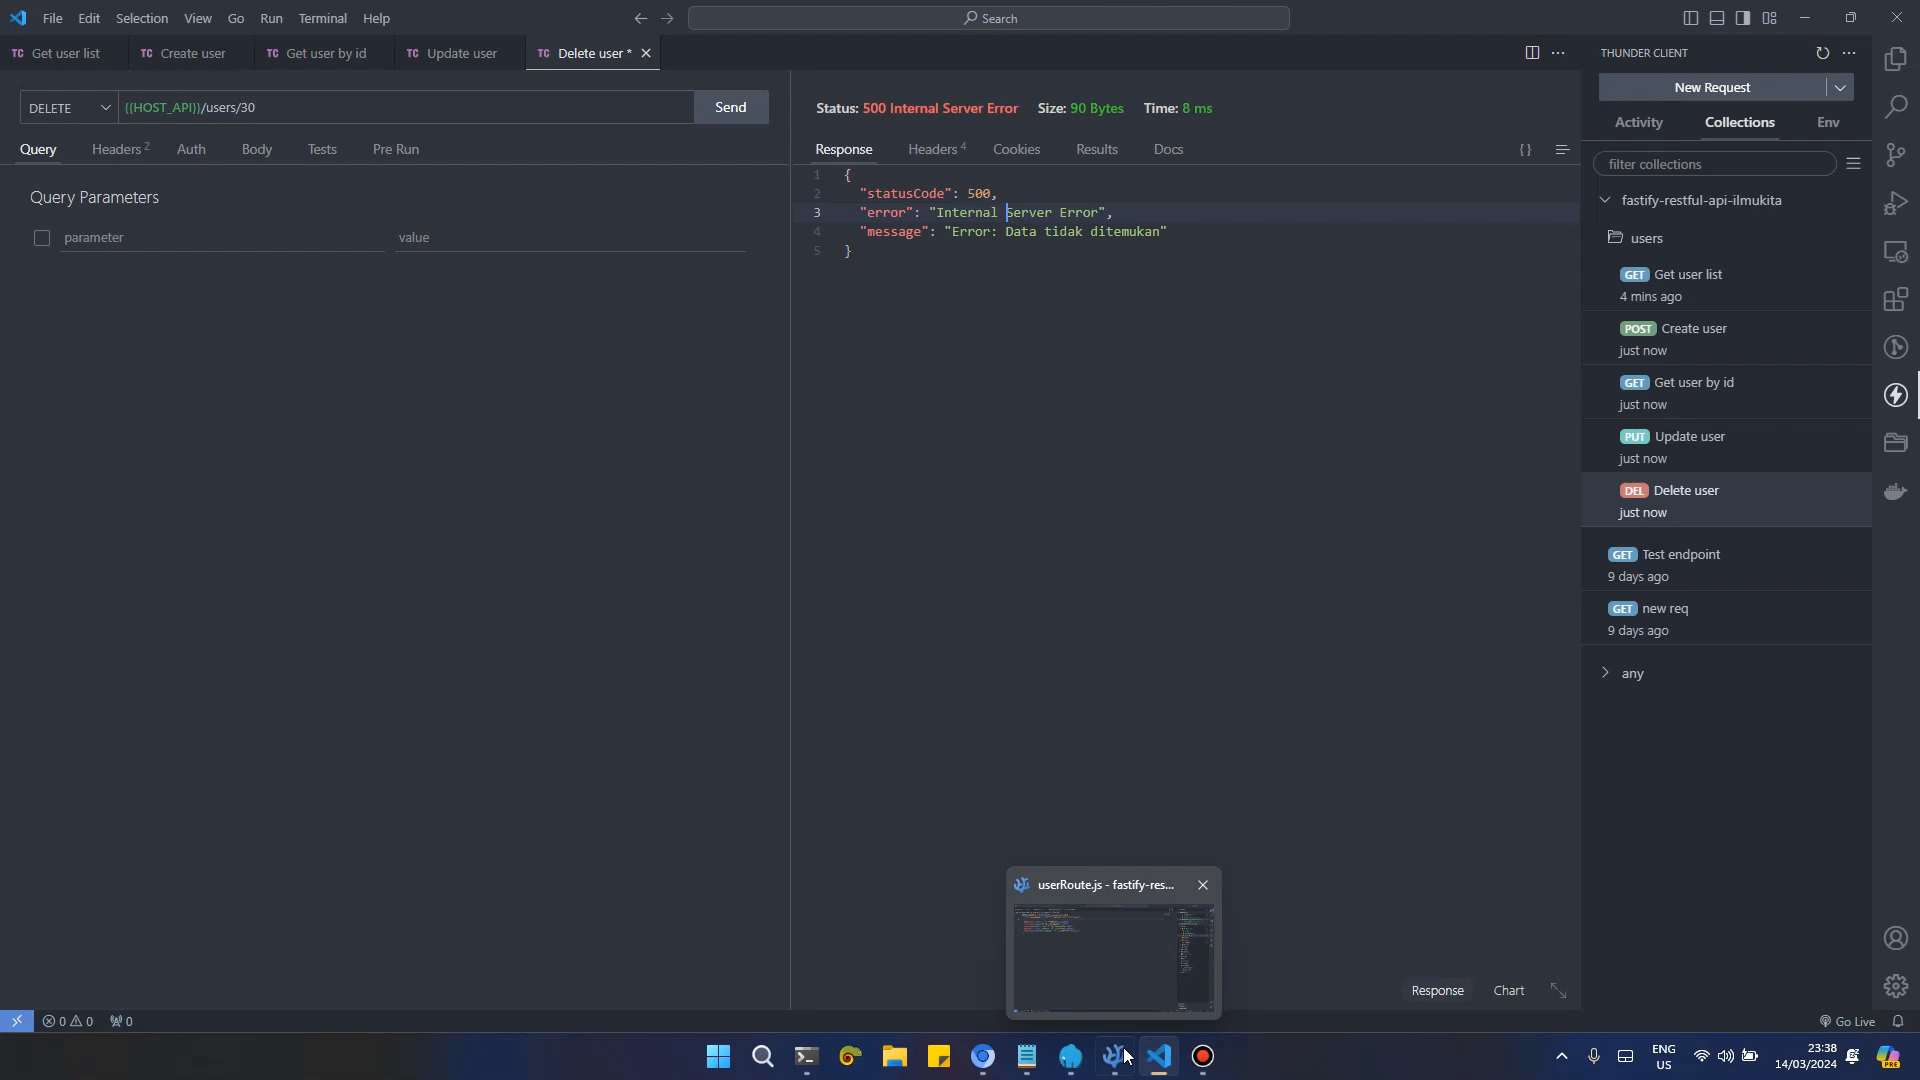 File Edit Selection View Go Run Terminal Help
Search
TC Get user list
TC Create user
TC Get user by id
TC Update user
TC Delete user *
THUNDER CLIENT
DELETE {{HOST_API}}/users/30 Send
Query Headers 2 Auth Body Tests Pre Run
Query Parameters
parameter value
Status: 500 Internal Server Error Size: 90 Bytes Time: 8 ms
Response Headers 4 Cookies Results Docs
{}
1 {
2 "statusCode": 500,
3 "error": "Internal Server Error",
4 "message": "Error: Data tidak ditemukan"
5 }
New Request
Activity Collections Env
filter collections
fastify-restful-api-ilmukita
users
GET Get user list
4 mins ago
POST Create user
just now
GET Get user by id
just now
PUT Update user
just now
DEL Delete user
just now
GET Test endpoint
9 days ago
GET new req
9 days ago
any
userRoute.js - fastify-res...
Response Chart
0 0 0
Go Live
ENG
US
23:38
14/03/2024
PRE